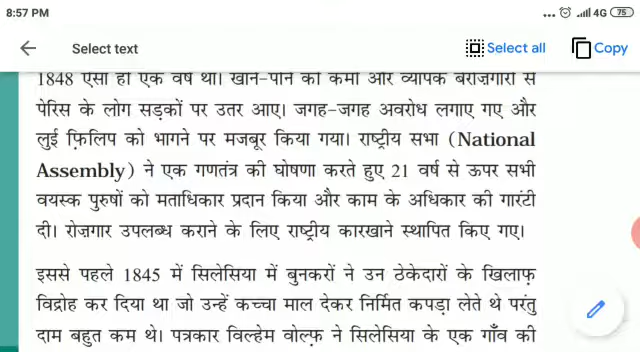 8:57 PM
4G 75
Select text
Select all
Copy
1848 ऐसा ही एक वर्ष था। खान-पान की कमी और व्यापक बेरोज़गारी से
पेरिस के लोग सड़कों पर उतर आए। जगह-जगह अवरोध लगाए गए और
लुई फ़िलिप को भागने पर मजबूर किया गया। राष्ट्रीय सभा (National
Assembly) ने एक गणतंत्र की घोषणा करते हुए 21 वर्ष से ऊपर सभी
वयस्क पुरुषों को मताधिकार प्रदान किया और काम के अधिकार की गारंटी
दी। रोज़गार उपलब्ध कराने के लिए राष्ट्रीय कारखाने स्थापित किए गए।
इससे पहले 1845 में सिलेसिया में बुनकरों ने उन ठेकेदारों के खिलाफ़
विद्रोह कर दिया था जो उन्हें कच्चा माल देकर निर्मित कपड़ा लेते थे परंतु
दाम बहुत कम थे। पत्रकार विल्हेम वोल्फ़ ने सिलेसिया के एक गाँव की